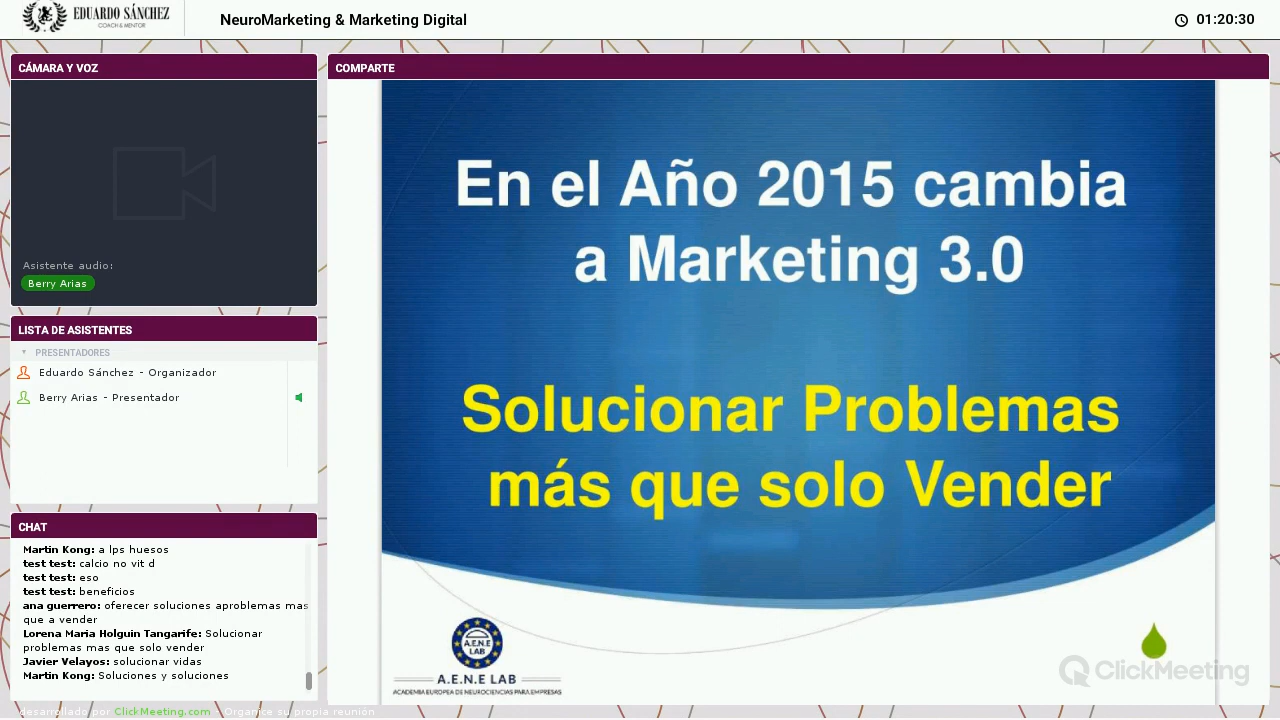 EDUARDO SÁNCHEZ
COACH & MENTOR
NeuroMarketing & Marketing Digital
01:20:30
CÁMARA Y VOZ
Asistente audio:
Berry Arias
LISTA DE ASISTENTES
PRESENTADORES
Eduardo Sánchez - Organizador
Berry Arias - Presentador
CHAT
Martin Kong: a lps huesos
test test: calcio no vit d
test test: eso
test test: beneficios
ana guerrero: oferecer soluciones aproblemas mas
que a vender
Lorena Maria Holguin Tangarife: Solucionar
problemas mas que solo vender
Javier Velayos: solucionar vidas
Martin Kong: Soluciones y soluciones
desarrollado por ClickMeeting.com - Organice su propia reunión
COMPARTE
En el Año 2015 cambia
a Marketing 3.0
Solucionar Problemas
más que solo Vender
A.E.N.E
LAB
A.E.N.E LAB
ACADEMIA EUROPEA DE NEUROCIENCIAS PARA EMPRESAS
ClickMeeting